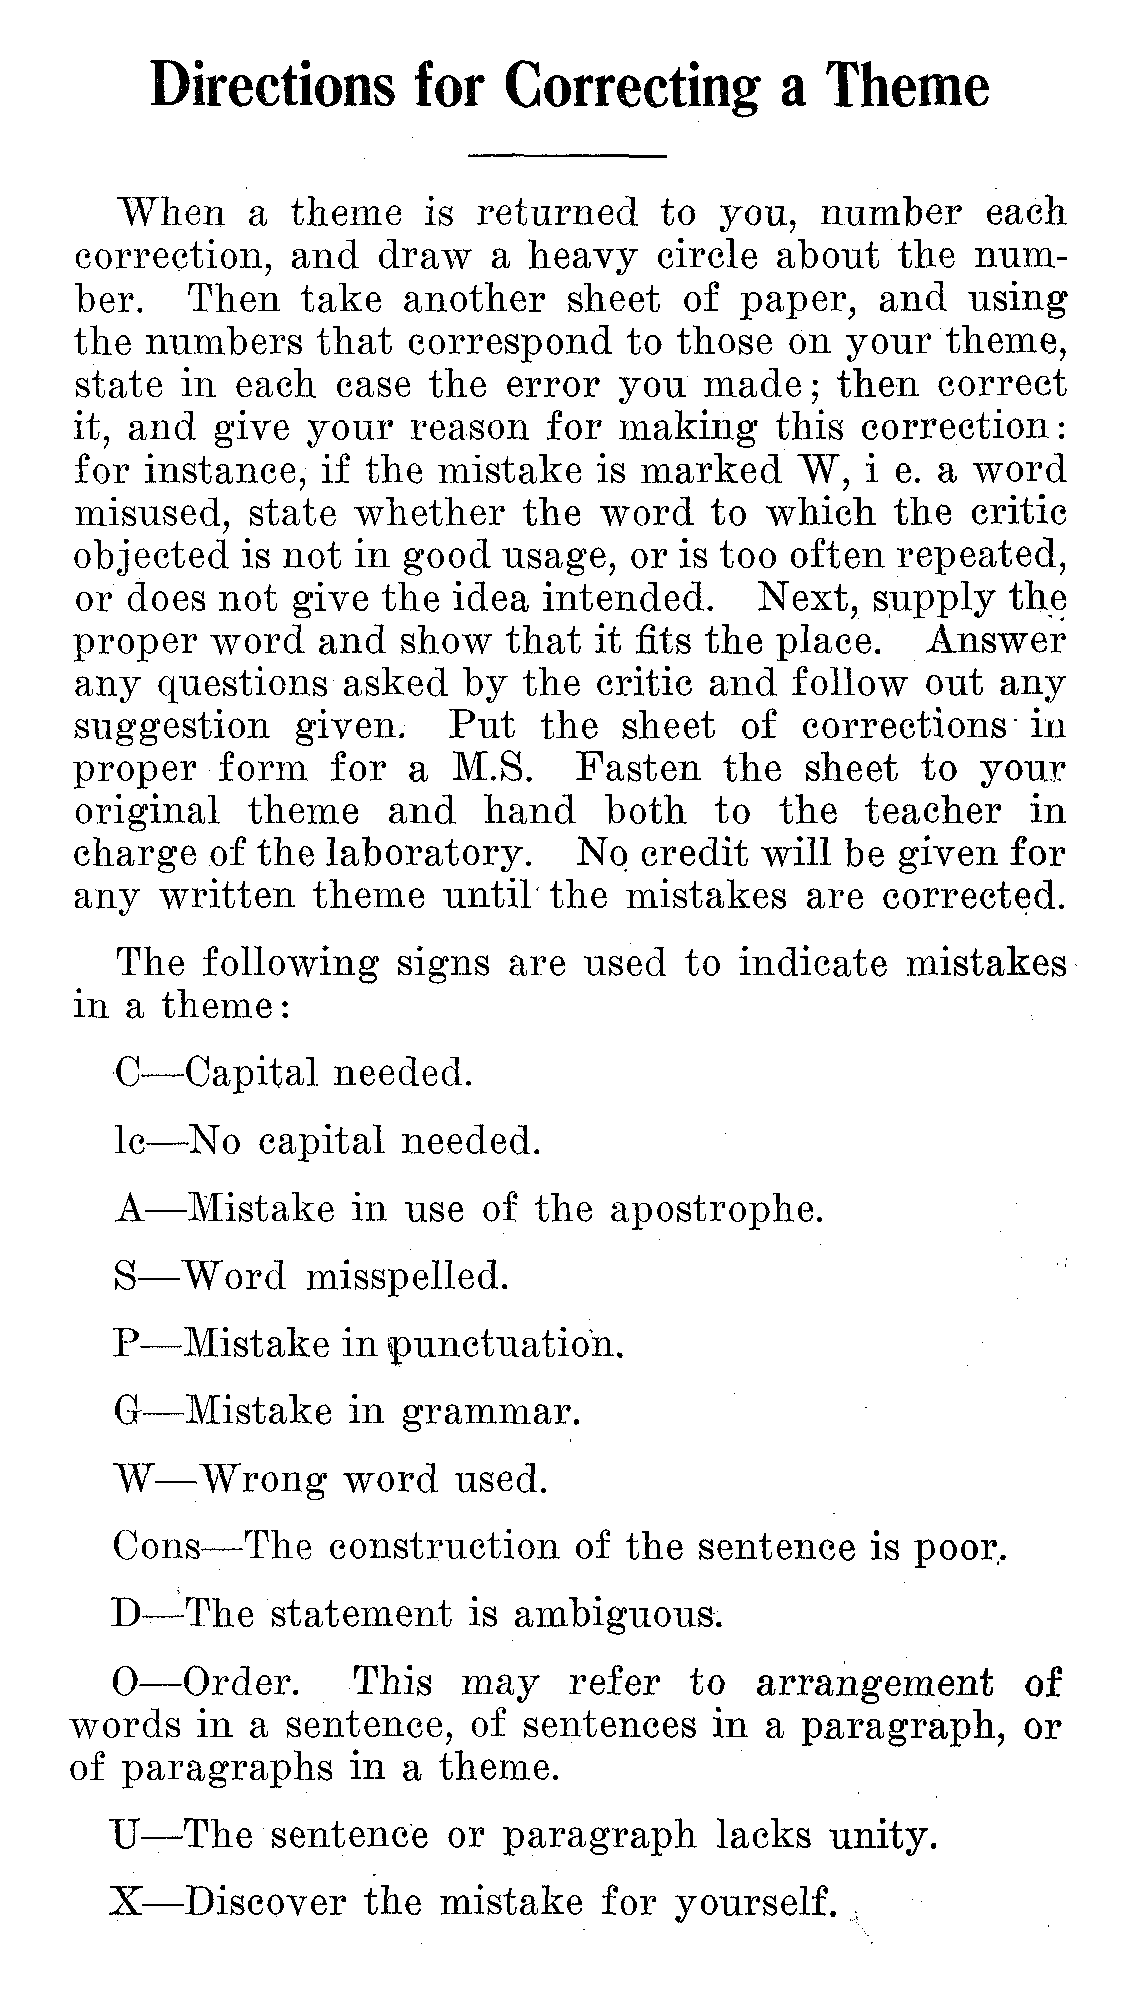 Directions for Correcting a Theme
When a theme is returned to you, number each
correction, and draw a heavy circle about the num-
ber. Then take another sheet of paper, and using
the numbers that correspond to those on your theme,
state in each case the error you made; then correct
it, and give your reason for making this correction:
for instance, if the mistake is marked W, i e. a word
misused, state whether the word to which the critic
objected is not in good usage, or is too often repeated,
or does not give the idea intended. Next, supply the
proper word and show that it fits the place. Answer
any questions asked by the critic and follow out any
suggestion given. Put the sheet of corrections in
proper form for a M.S. Fasten the sheet to your
original theme and hand both to the teacher in
charge of the laboratory. No credit will be given for
any written theme until the mistakes are corrected.
The following signs are used to indicate mistakes
in a theme:
C—Capital needed.
lc—No capital needed.
A—Mistake in use of the apostrophe.
S—Word misspelled.
P—Mistake in punctuation.
G—Mistake in grammar.
W—Wrong word used.
Cons—The construction of the sentence is poor.
D—The statement is ambiguous.
O—Order. This may refer to arrangement of
words in a sentence, of sentences in a paragraph, or
of paragraphs in a theme.
U—The sentence or paragraph lacks unity.
X—Discover the mistake for yourself.